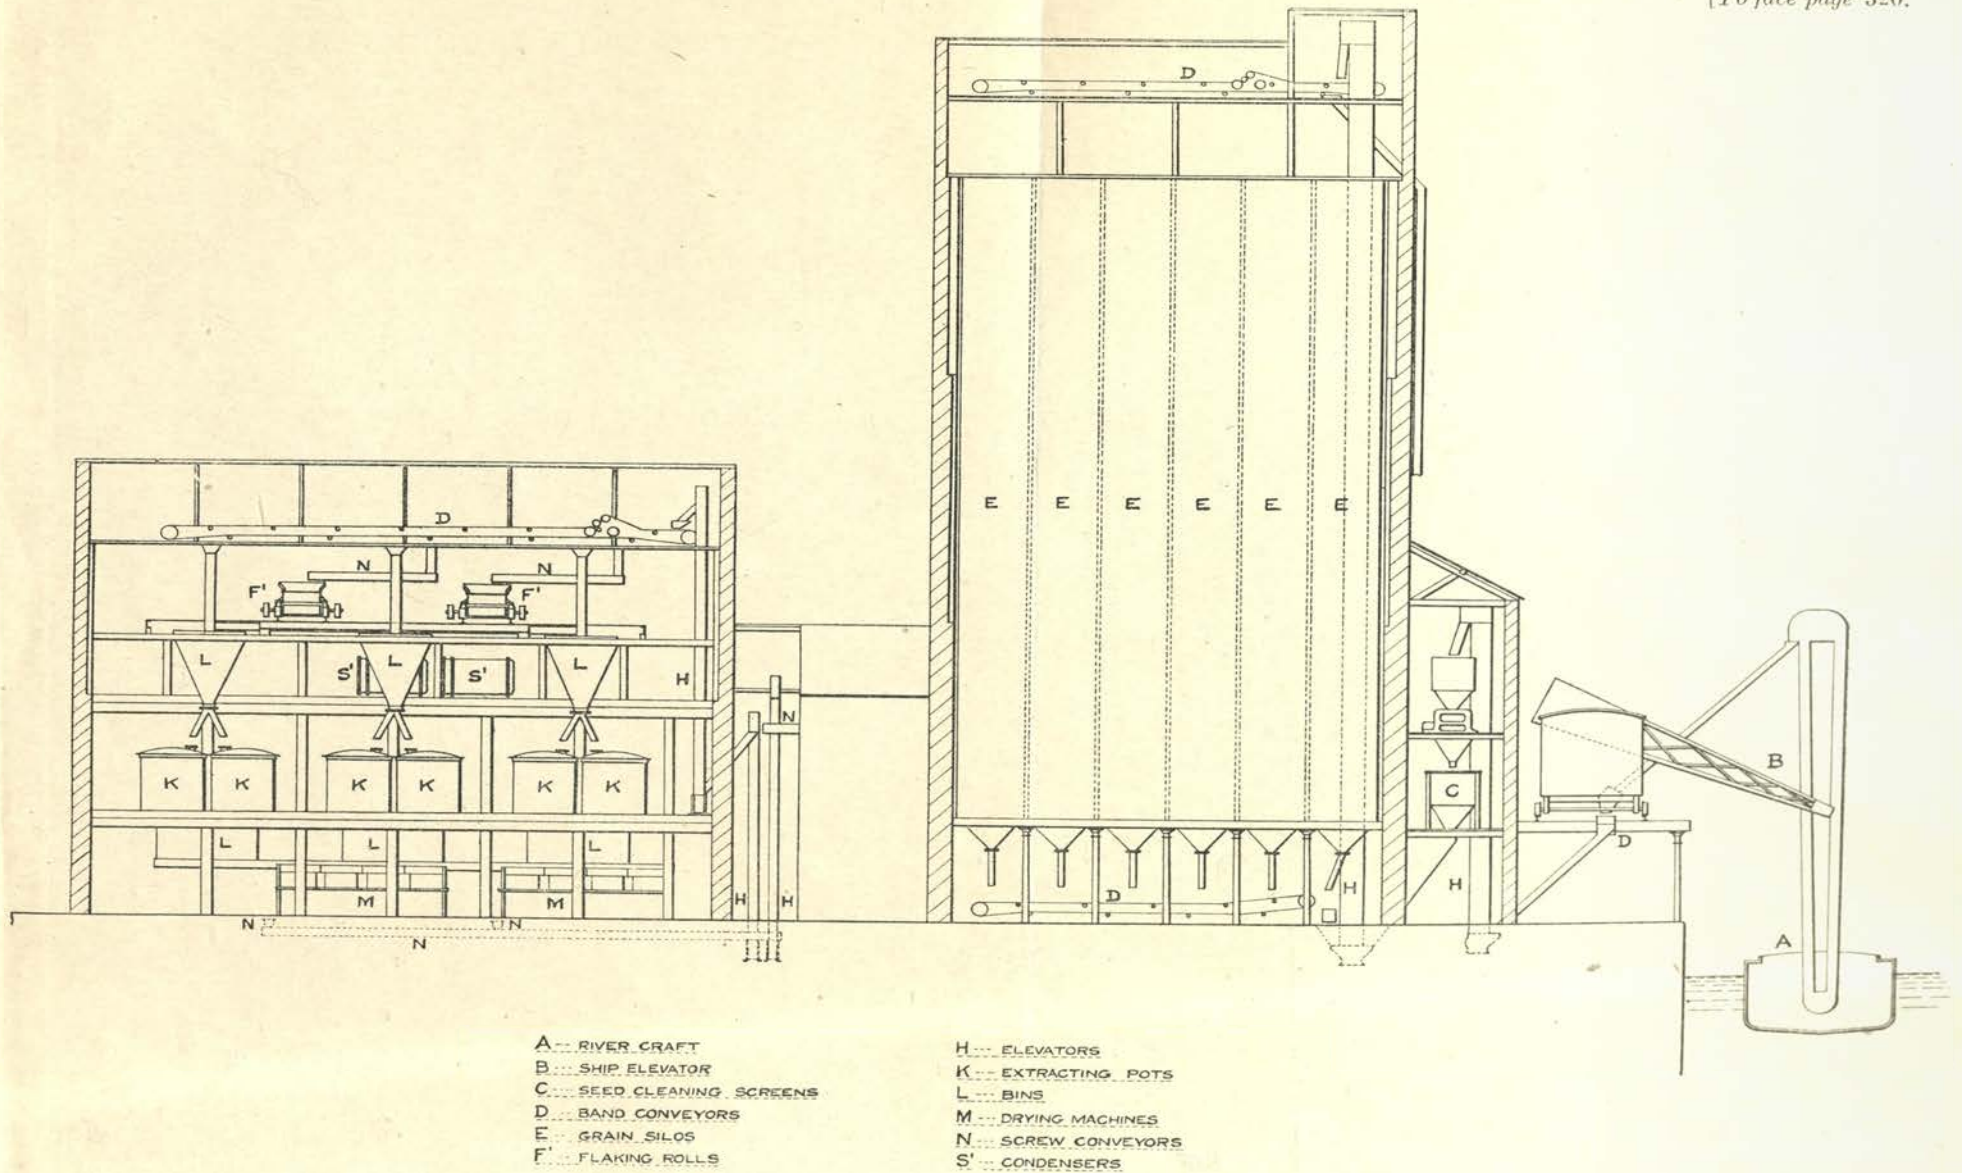 [To face page
D
E E E E E E
D
N N
F' F'
L S' L S' L
H
N
B
K K K K K K
C
D
L L L
H
H
M M
H H
D
N N
N
A
A --- RIVER CRAFT
B --- SHIP ELEVATOR
C --- SEED CLEANING SCREENS
D --- BAND CONVEYORS
E --- GRAIN SILOS
F' --- FLAKING ROLLS
H --- ELEVATORS
K --- EXTRACTING POTS
L --- BINS
M --- DRYING MACHINES
N --- SCREW CONVEYORS
S' --- CONDENSERS